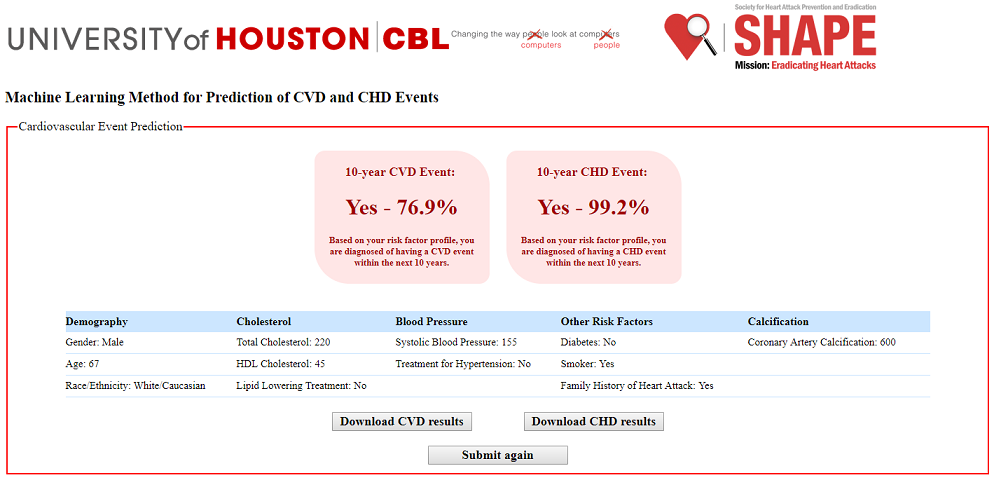 UNIVERSITYof HOUSTON CBL
Changing the way people look at computers
computers people
Society for Heart Attack Prevention and Eradication
SHAPE
Mission: Eradicating Heart Attacks
Machine Learning Method for Prediction of CVD and CHD Events
Cardiovascular Event Prediction
10-year CVD Event:
Yes - 76.9%
Based on your risk factor profile, you
are diagnosed of having a CVD event
within the next 10 years.
10-year CHD Event:
Yes - 99.2%
Based on your risk factor profile, you
are diagnosed of having a CHD event
within the next 10 years.
Demography Cholesterol Blood Pressure Other Risk Factors Calcification
Gender: Male Total Cholesterol: 220 Systolic Blood Pressure: 155 Diabetes: No Coronary Artery Calcification: 600
Age: 67 HDL Cholesterol: 45 Treatment for Hypertension: No Smoker: Yes
Race/Ethnicity: White/Caucasian Lipid Lowering Treatment: No Family History of Heart Attack: Yes
Download CVD results Download CHD results
Submit again